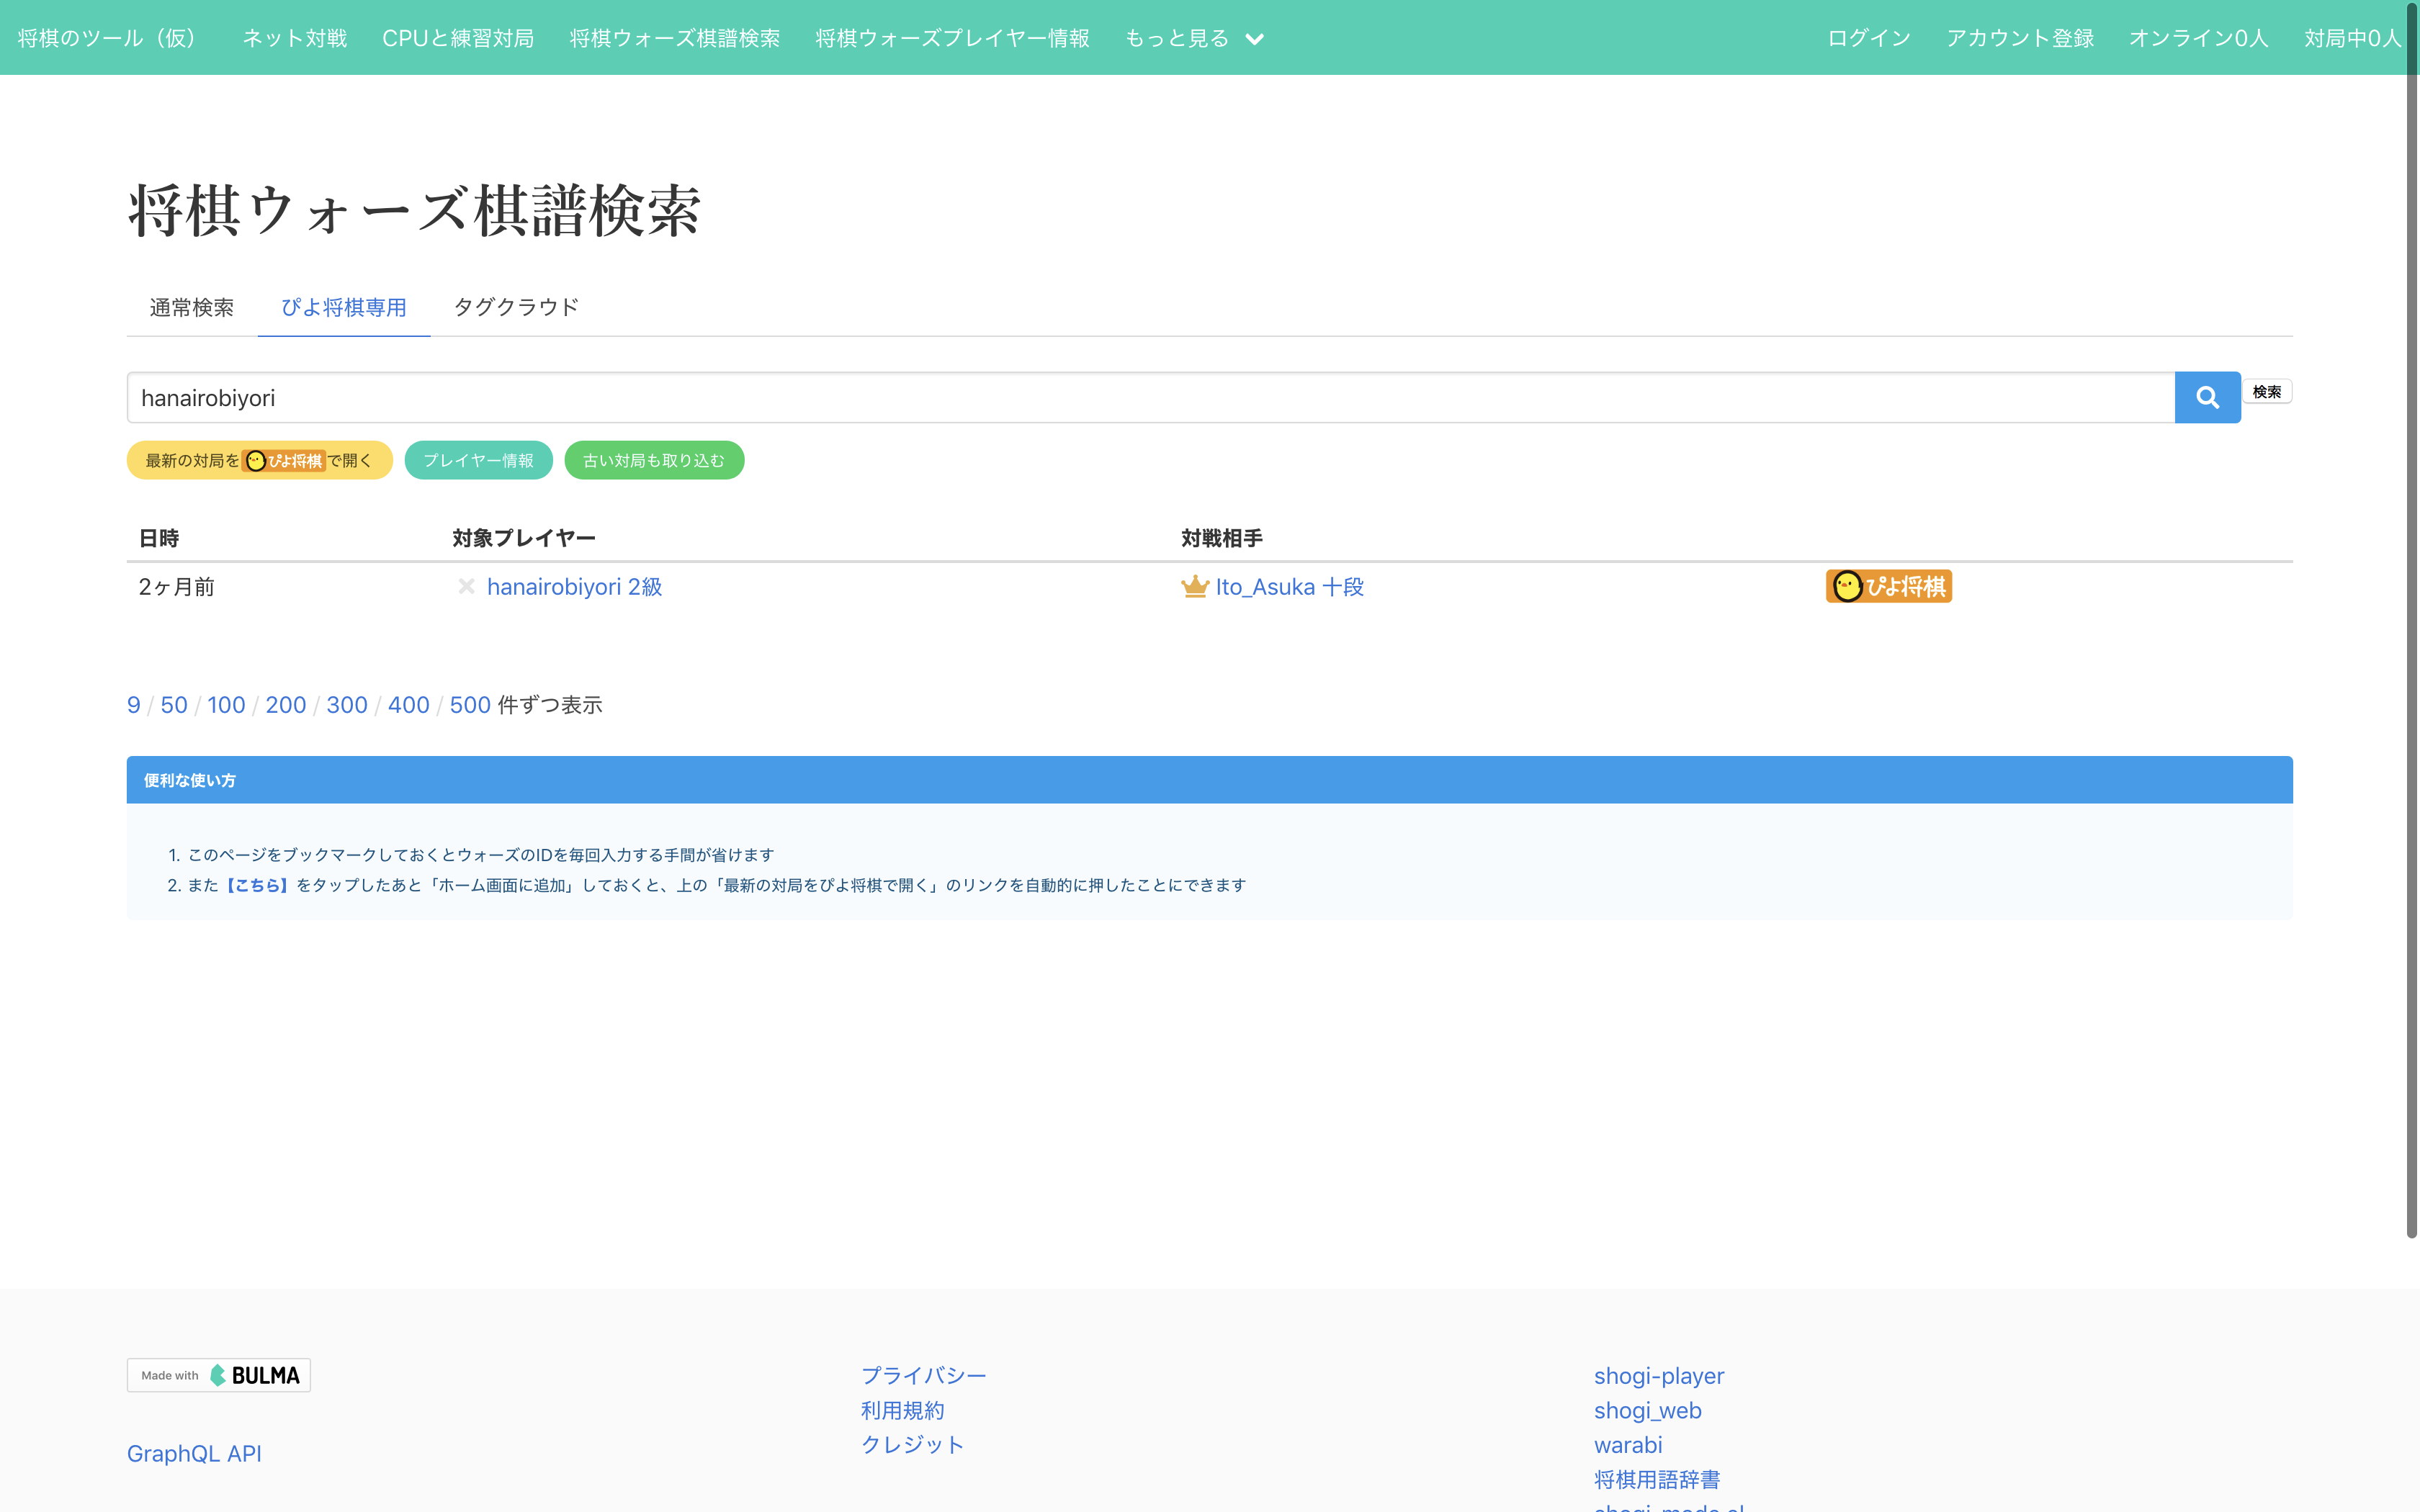 将棋のツール（仮） ネット対戦 CPUと練習対局 将棋ウォーズ棋譜検索 将棋ウォーズプレイヤー情報 もっと見る ログイン アカウント登録 オンライン0人 対局中0人
将棋ウォーズ棋譜検索
通常検索 ぴよ将棋専用 タグクラウド
hanairobiyori 検索
最新の対局をぴよ将棋で開く プレイヤー情報 古い対局も取り込む
日時 対象プレイヤー 対戦相手
2ヶ月前 hanairobiyori 2級 Ito_Asuka 十段 ぴよ将棋
9 / 50 / 100 / 200 / 300 / 400 / 500 件ずつ表示
便利な使い方
1. このページをブックマークしておくとウォーズのIDを毎回入力する手間が省けます
2. また【こちら】をタップしたあと「ホーム画面に追加」しておくと、上の「最新の対局をぴよ将棋で開く」のリンクを自動的に押したことにできます
Made with BULMA
GraphQL API
プライバシー
利用規約
クレジット
shogi-player
shogi_web
warabi
将棋用語辞書